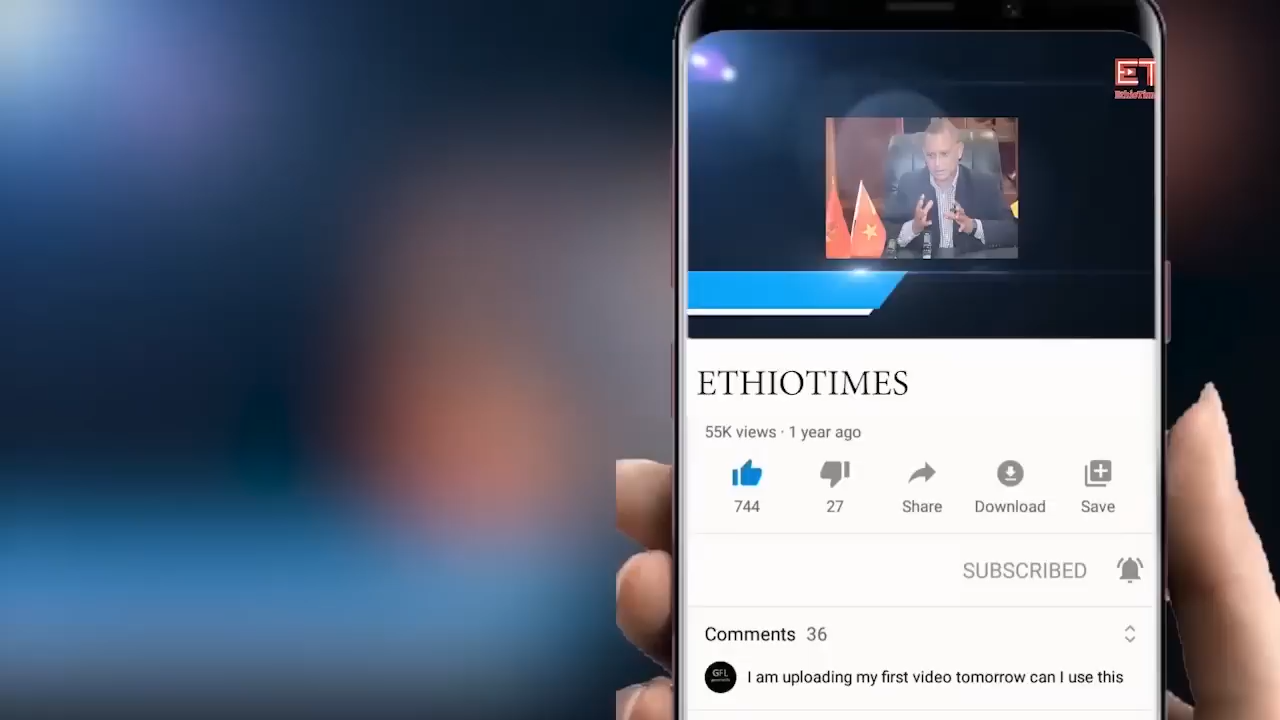 ET
ETHIOTIMES
55K views · 1 year ago
744
27
Share
Download
Save
SUBSCRIBED
Comments 36
GFL
I am uploading my first video tomorrow can I use this